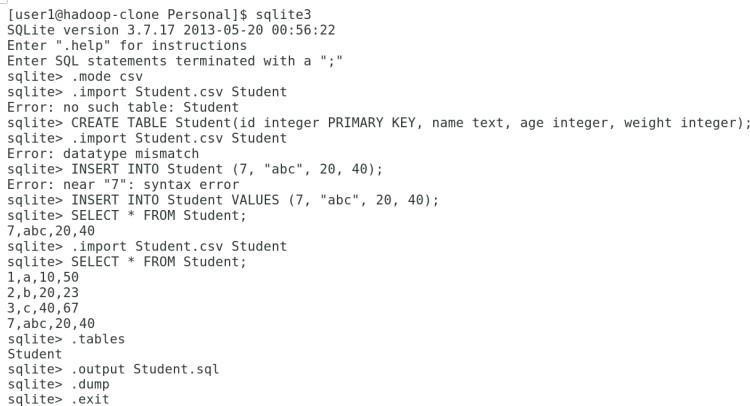 [user1@hadoop-clone Personal]$ sqlite3
SQLite version 3.7.17 2013-05-20 00:56:22
Enter ".help" for instructions
Enter SQL statements terminated with a ";"
sqlite> .mode csv
sqlite> .import Student.csv Student
Error: no such table: Student
sqlite> CREATE TABLE Student(id integer PRIMARY KEY, name text, age integer, weight integer);
sqlite> .import Student.csv Student
Error: datatype mismatch
sqlite> INSERT INTO Student (7, "abc", 20, 40);
Error: near "7": syntax error
sqlite> INSERT INTO Student VALUES (7, "abc", 20, 40);
sqlite> SELECT * FROM Student;
7,abc,20,40
sqlite> .import Student.csv Student
sqlite> SELECT * FROM Student;
1,a,10,50
2,b,20,23
3,c,40,67
7,abc,20,40
sqlite> .tables
Student
sqlite> .output Student.sql
sqlite> .dump
sqlite> .exit